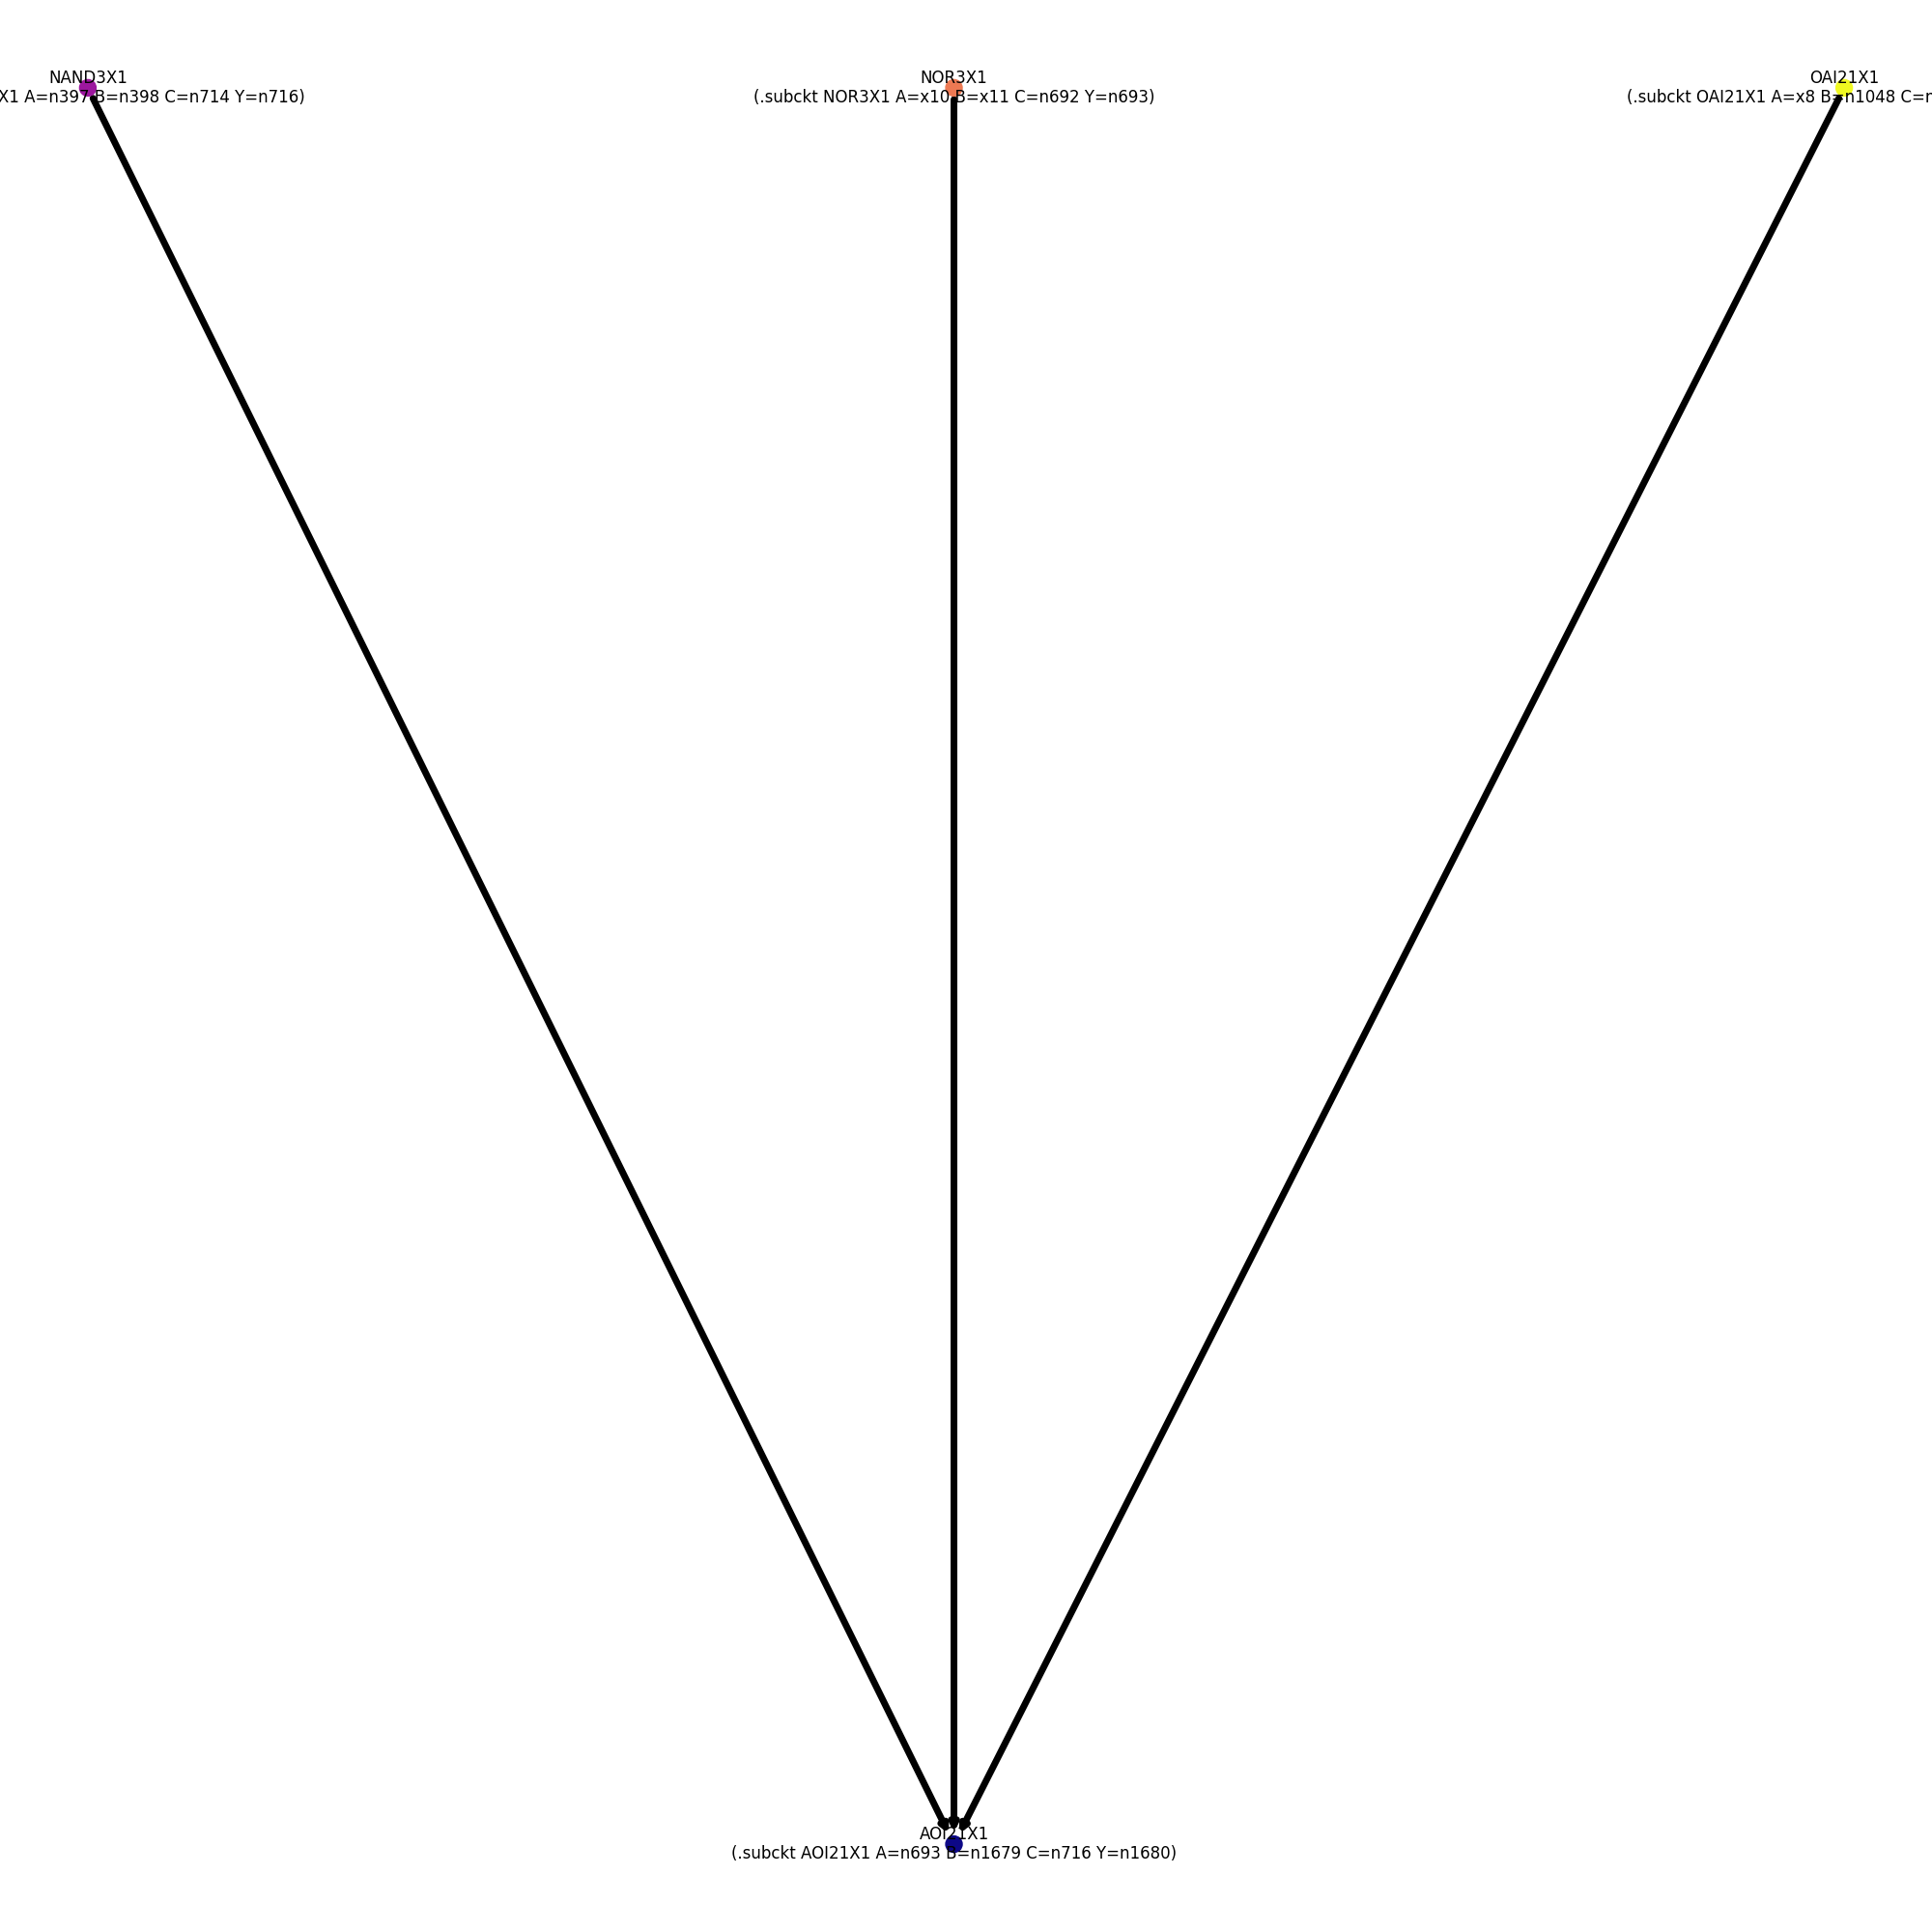 NAND3X1
X1 A=n397 B=n398 C=n714 Y=n716)
NOR3X1
(.subckt NOR3X1 A=x10 B=x11 C=n692 Y=n693)
OAI21X1
(.subckt OAI21X1 A=x8 B=n1048 C=
AOI21X1
(.subckt AOI21X1 A=n693 B=n1679 C=n716 Y=n1680)